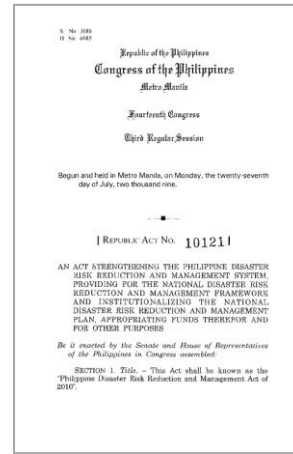 S. No. 3086
H. No. 6985
Republic of the Philippines
Congress of the Philippines
Metro Manila
Fourteenth Congress
Third Regular Session
Begun and held in Metro Manila, on Monday, the twenty-seventh
day of July, two thousand nine.
[ REPUBLIC ACT NO. 10121 ]
AN ACT STRENGTHENING THE PHILIPPINE DISASTER
RISK REDUCTION AND MANAGEMENT SYSTEM,
PROVIDING FOR THE NATIONAL DISASTER RISK
REDUCTION AND MANAGEMENT FRAMEWORK
AND INSTITUTIONALIZING THE NATIONAL
DISASTER RISK REDUCTION AND MANAGEMENT
PLAN, APPROPRIATING FUNDS THEREFOR AND
FOR OTHER PURPOSES
Be it enacted by the Senate and House of Representatives
of the Philippines in Congress assembled:
SECTION 1. Title. – This Act shall be known as the
"Philippine Disaster Risk Reduction and Management Act of
2010".